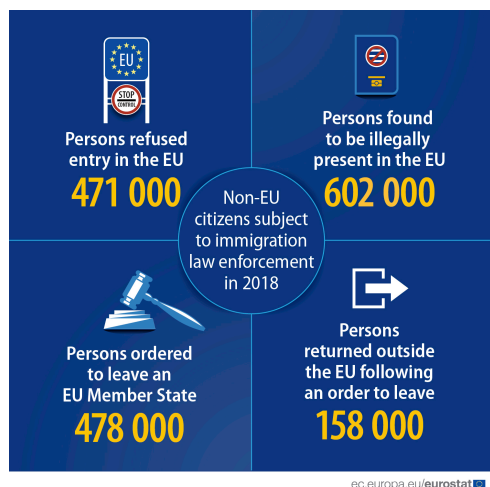 EU
STOP
CONTROL
Persons refused
entry in the EU
471 000
Persons found
to be illegally
present in the EU
602 000
Non-EU
citizens subject
to immigration
law enforcement
in 2018
Persons ordered
to leave an
EU Member State
478 000
Persons
returned outside
the EU following
an order to leave
158 000
ec.europa.eu/eurostat